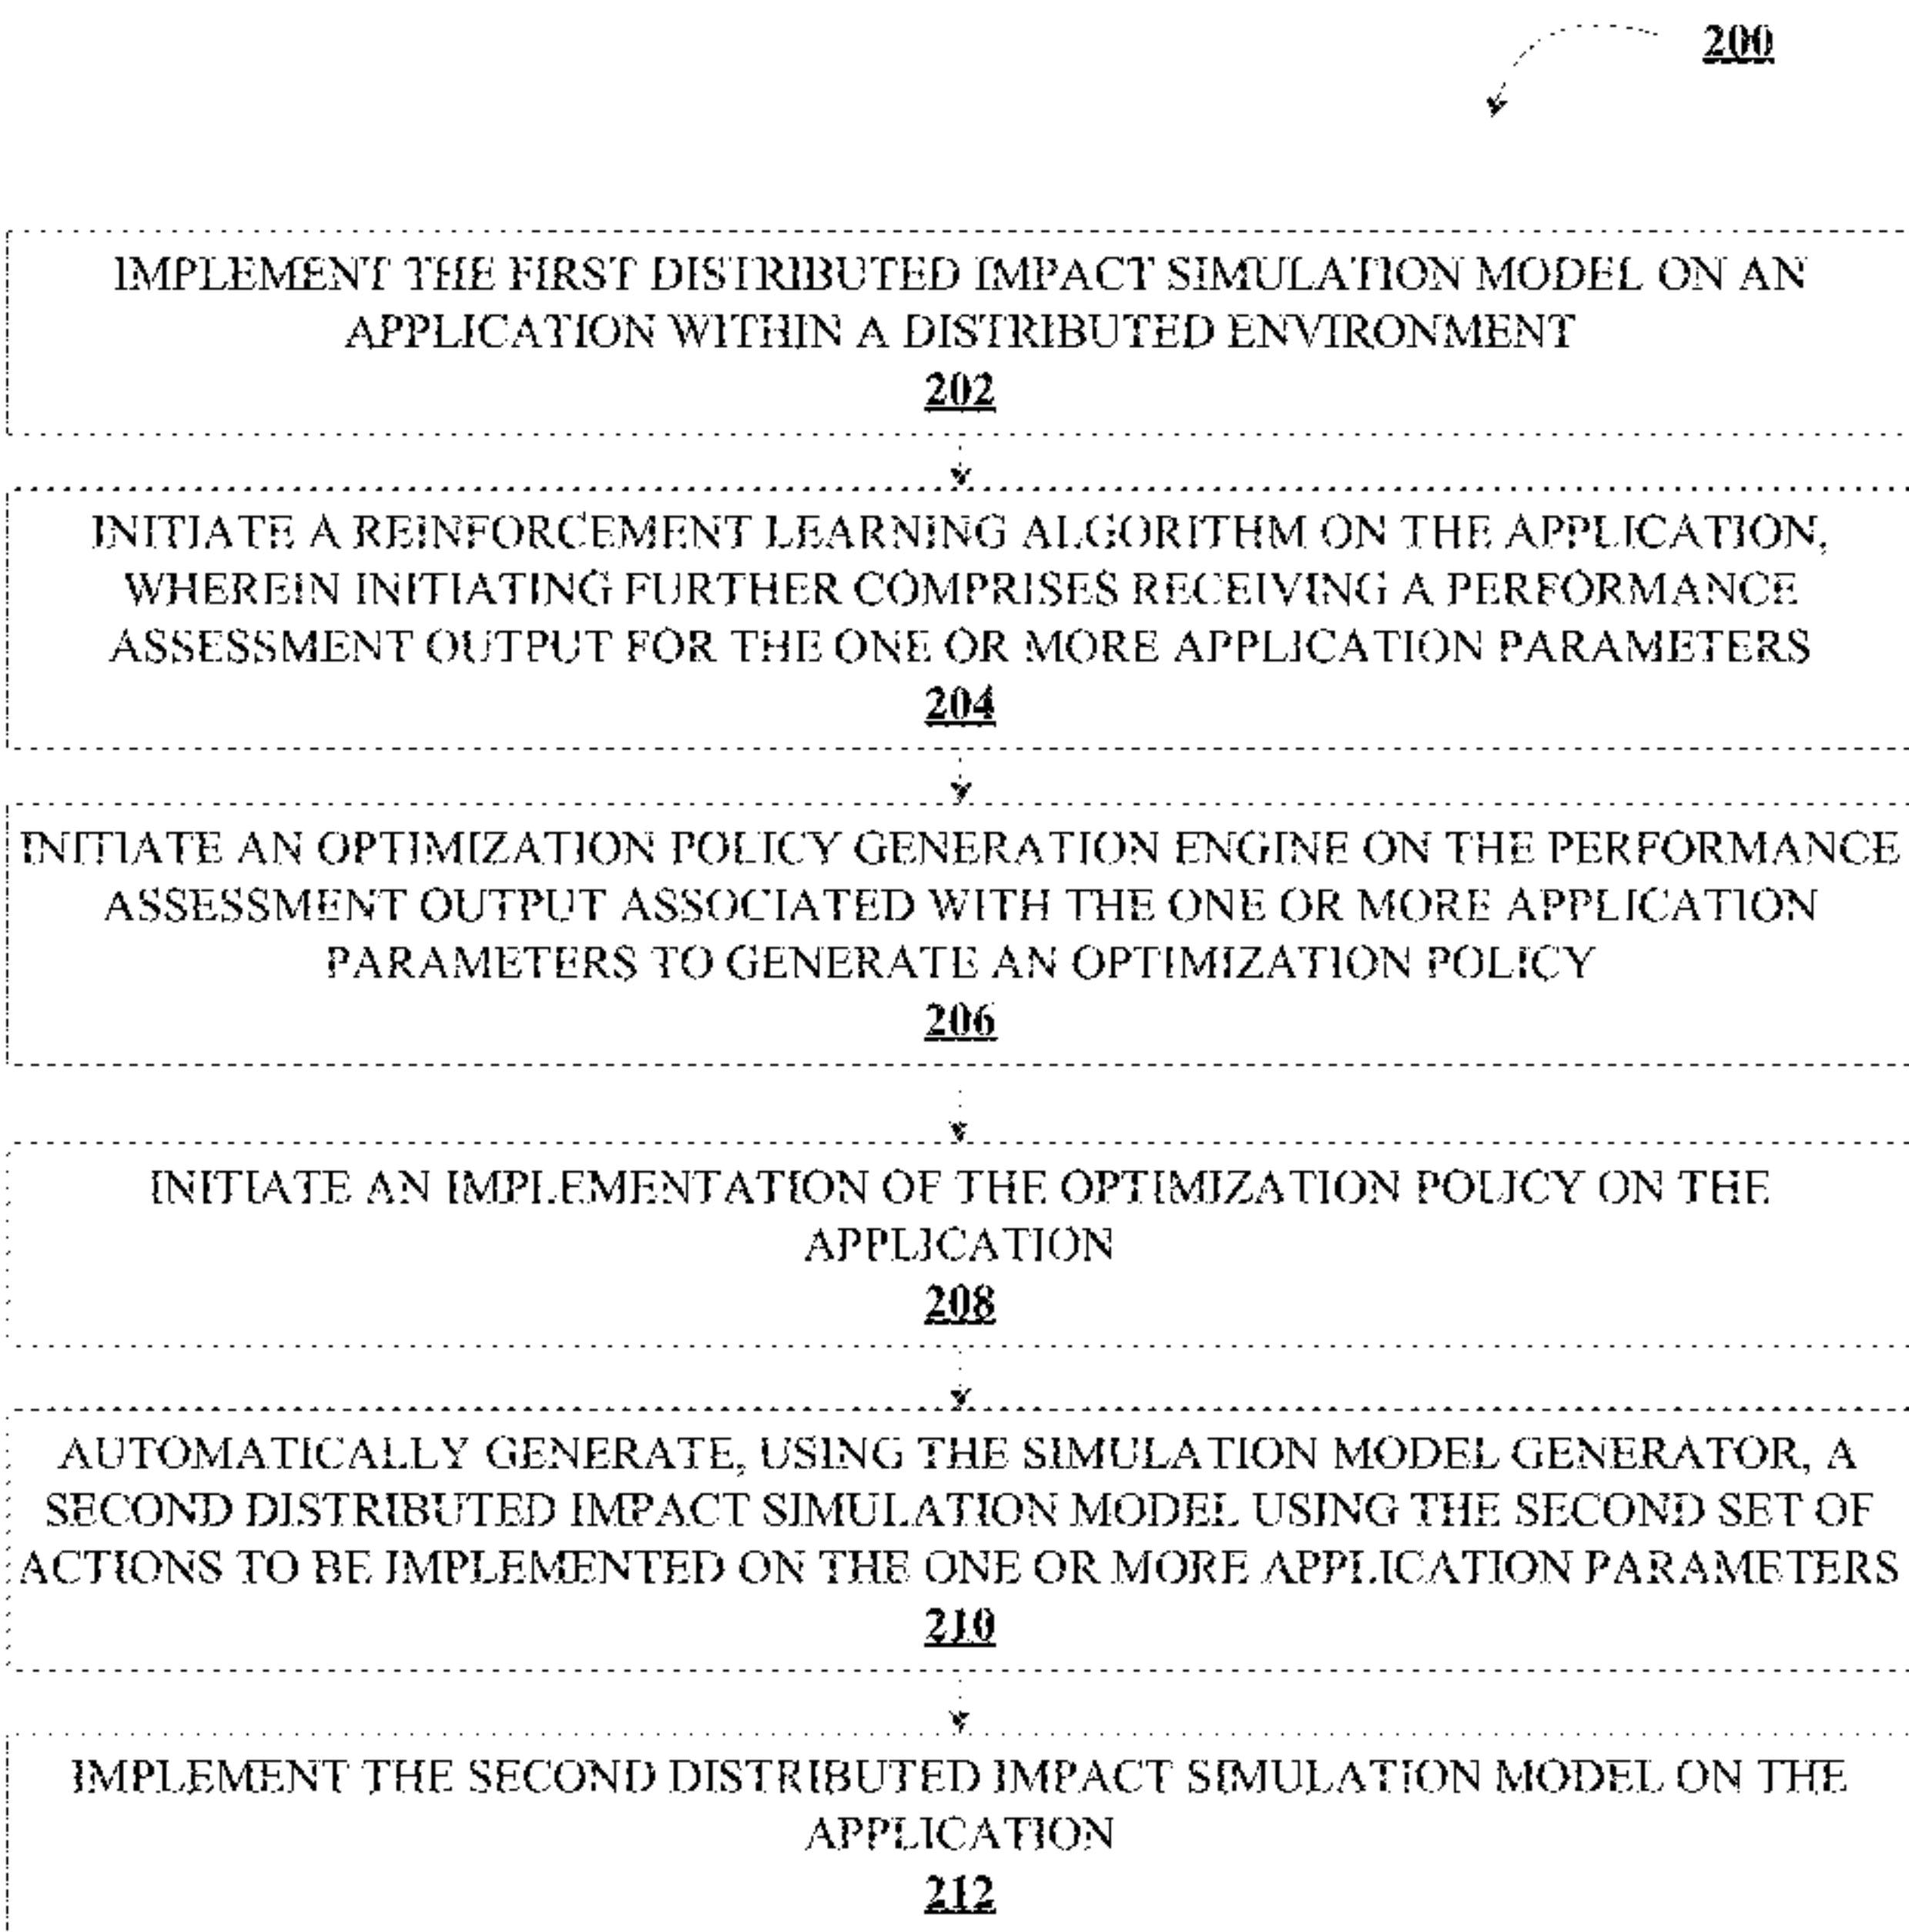 200
IMPLEMENT THE FIRST DISTRIBUTED IMPACT SIMULATION MODEL ON AN
APPLICATION WITHIN A DISTRIBUTED ENVIRONMENT
202
INITIATE A REINFORCEMENT LEARNING ALGORITHM ON THE APPLICATION,
WHEREIN INITIATING FURTHER COMPRISES RECEIVING A PERFORMANCE
ASSESSMENT OUTPUT FOR THE ONE OR MORE APPLICATION PARAMETERS
204
INITIATE AN OPTIMIZATION POLICY GENERATION ENGINE ON THE PERFORMANCE
ASSESSMENT OUTPUT ASSOCIATED WITH THE ONE OR MORE APPLICATION
PARAMETERS TO GENERATE AN OPTIMIZATION POLICY
206
INITIATE AN IMPLEMENTATION OF THE OPTIMIZATION POLICY ON THE
APPLICATION
208
AUTOMATICALLY GENERATE, USING THE SIMULATION MODEL GENERATOR, A
SECOND DISTRIBUTED IMPACT SIMULATION MODEL USING THE SECOND SET OF
ACTIONS TO BE IMPLEMENTED ON THE ONE OR MORE APPLICATION PARAMETERS
210
IMPLEMENT THE SECOND DISTRIBUTED IMPACT SIMULATION MODEL ON THE
APPLICATION
212